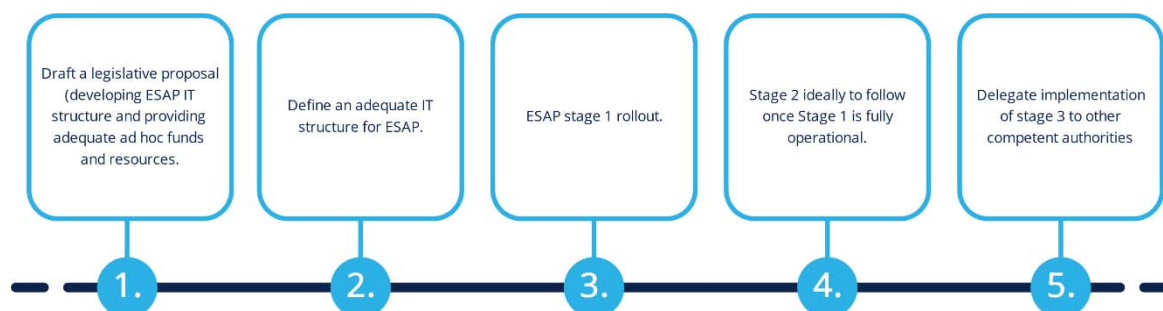 Draft a legislative proposal
(developing ESAP IT
structure and providing
adequate ad hoc funds
and resources.
Define an adequate IT
structure for ESAP.
ESAP stage 1 rollout.
Stage 2 ideally to follow
once Stage 1 is fully
operational.
Delegate implementation
of stage 3 to other
competent authorities
1.
2.
3.
4.
5.